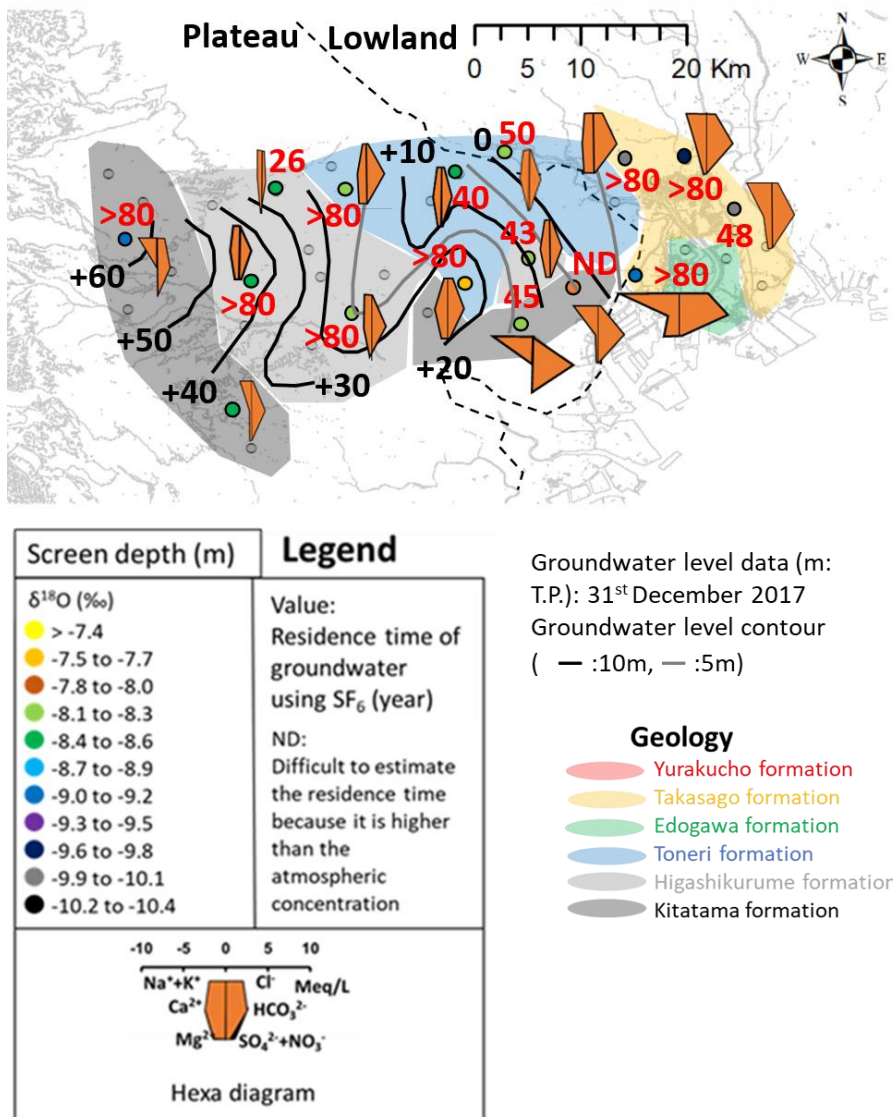 Plateau Lowland
0 5 10 20 Km
N
W E
S
0 50
26 +10
>80 >80
>80 40 >80 48
43 ND
+60 >80 >80
>80 45
+50 >80
+40 +30 +20
Screen depth (m)
Legend
δ18O (‰)
> -7.4
-7.5 to -7.7
-7.8 to -8.0
-8.1 to -8.3
-8.4 to -8.6
-8.7 to -8.9
-9.0 to -9.2
-9.3 to -9.5
-9.6 to -9.8
-9.9 to -10.1
-10.2 to -10.4
Value:
Residence time of
groundwater
using SF6 (year)
ND:
Difficult to estimate
the residence time
because it is higher
than the
atmospheric
concentration
-10 -5 0 5 10
Na⁺+K⁺ Cl⁻ Meq/L
Ca²⁺ HCO₃²⁻
Mg² SO₄²⁻+NO₃⁻
Hexa diagram
Groundwater level data (m:
T.P.): 31st December 2017
Groundwater level contour
( — :10m, — :5m)
Geology
Yurakucho formation
Takasago formation
Edogawa formation
Toneri formation
Higashikurume formation
Kitatama formation